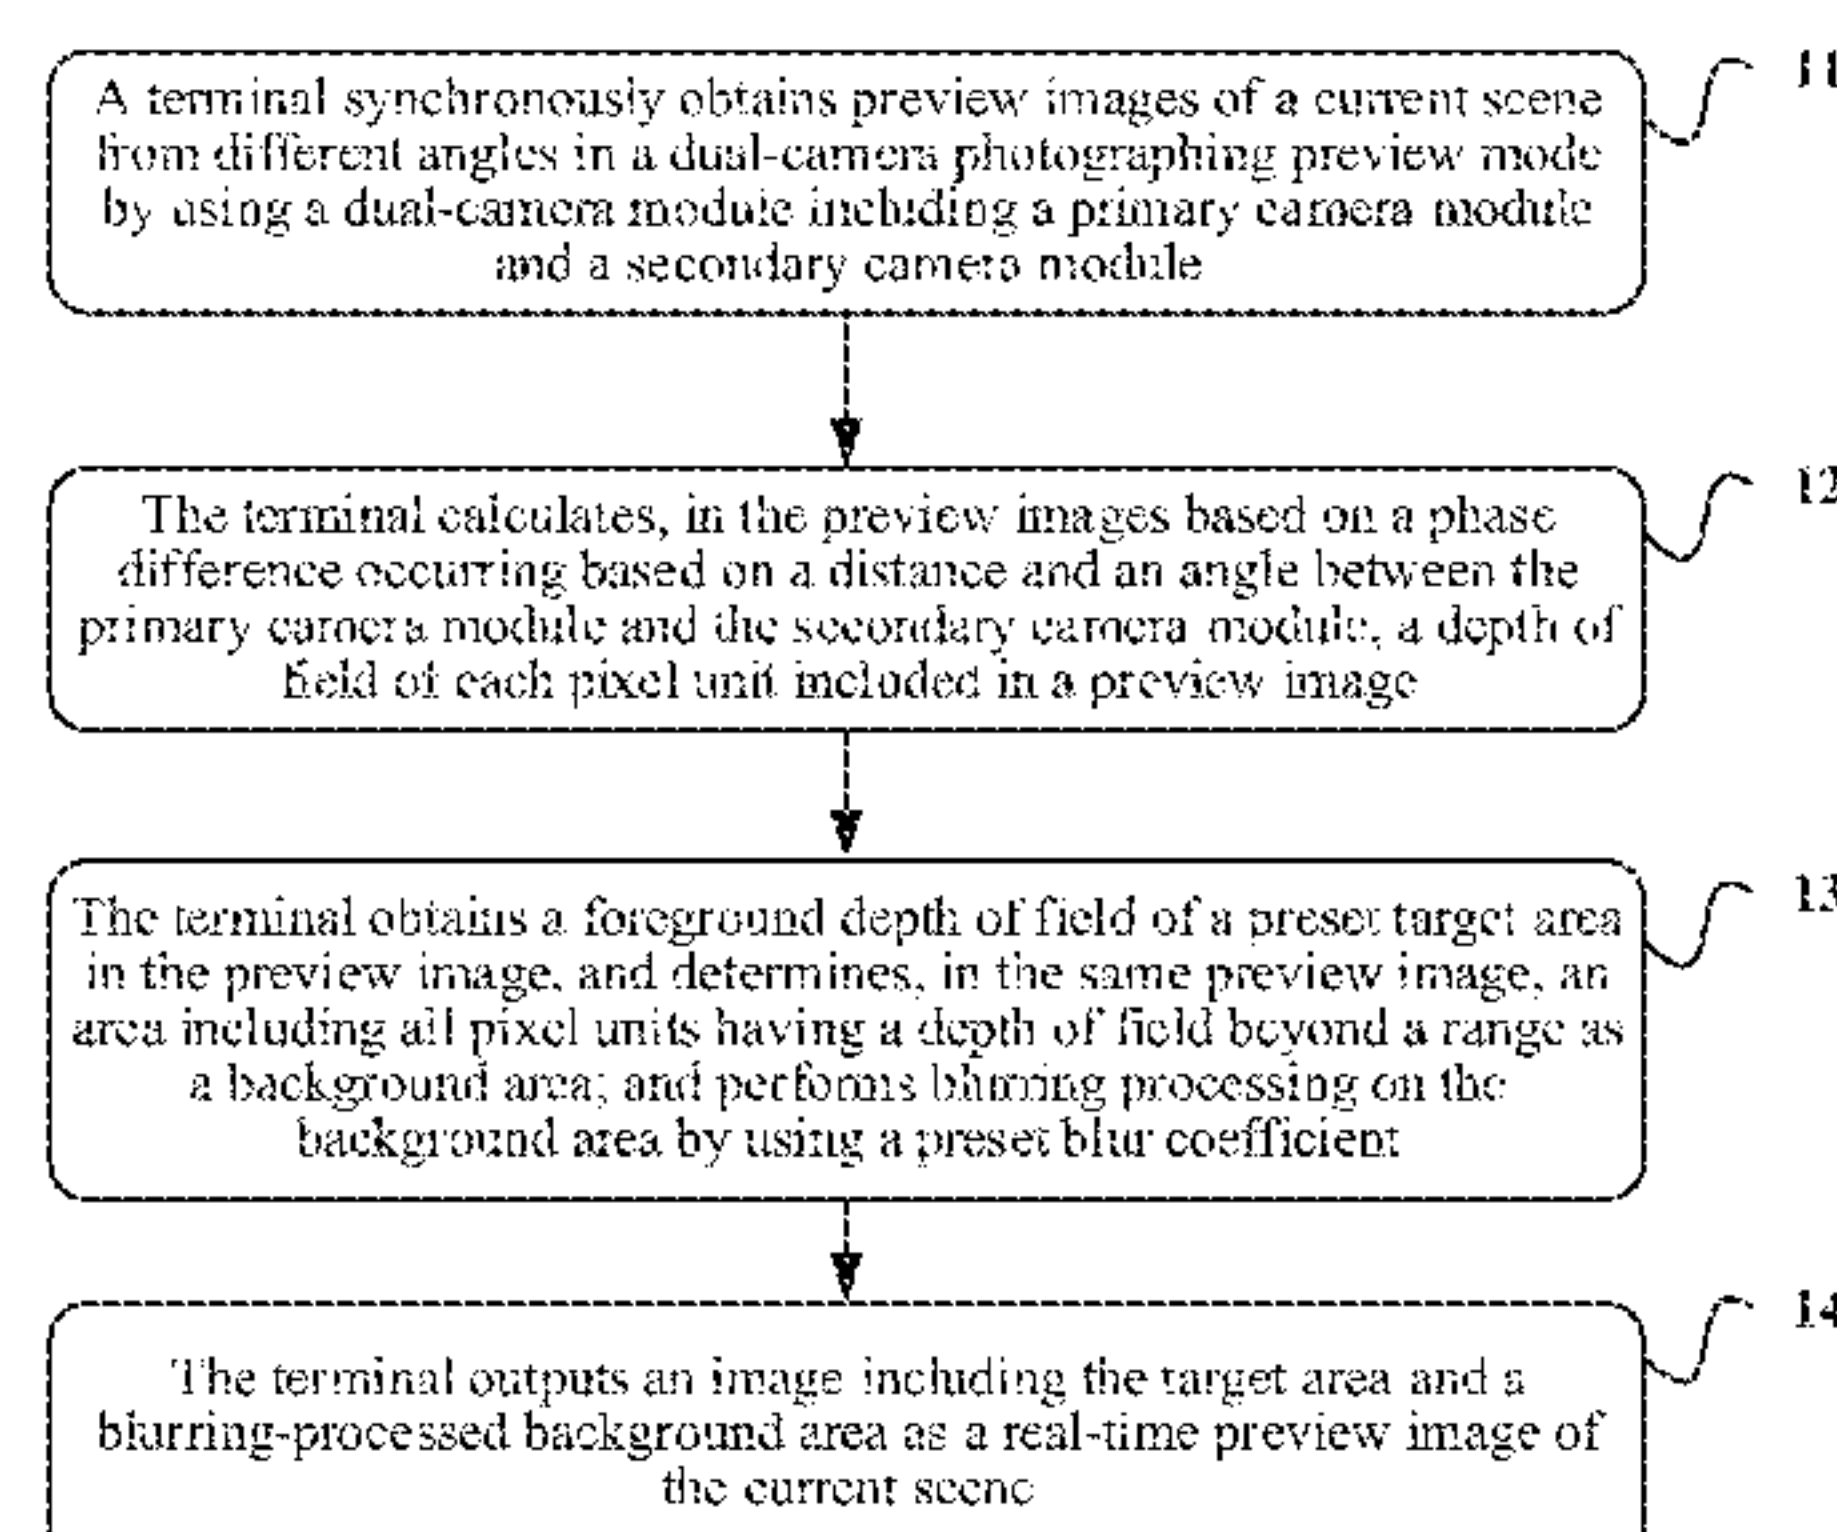 A terminal synchronously obtains preview images of a current scene
from different angles in a dual-camera photographing preview mode
by using a dual-camera module including a primary camera module
and a secondary camera module
11
The terminal calculates, in the preview images based on a phase
difference occurring based on a distance and an angle between the
primary camera module and the secondary camera module, a depth of
field of each pixel unit included in a preview image
12
The terminal obtains a foreground depth of field of a preset target area
in the preview image, and determines, in the same preview image, an
area including all pixel units having a depth of field beyond a range as
a background area; and performs blurring processing on the
background area by using a preset blur coefficient
13
The terminal outputs an image including the target area and a
blurring-processed background area as a real-time preview image of
the current scene
14